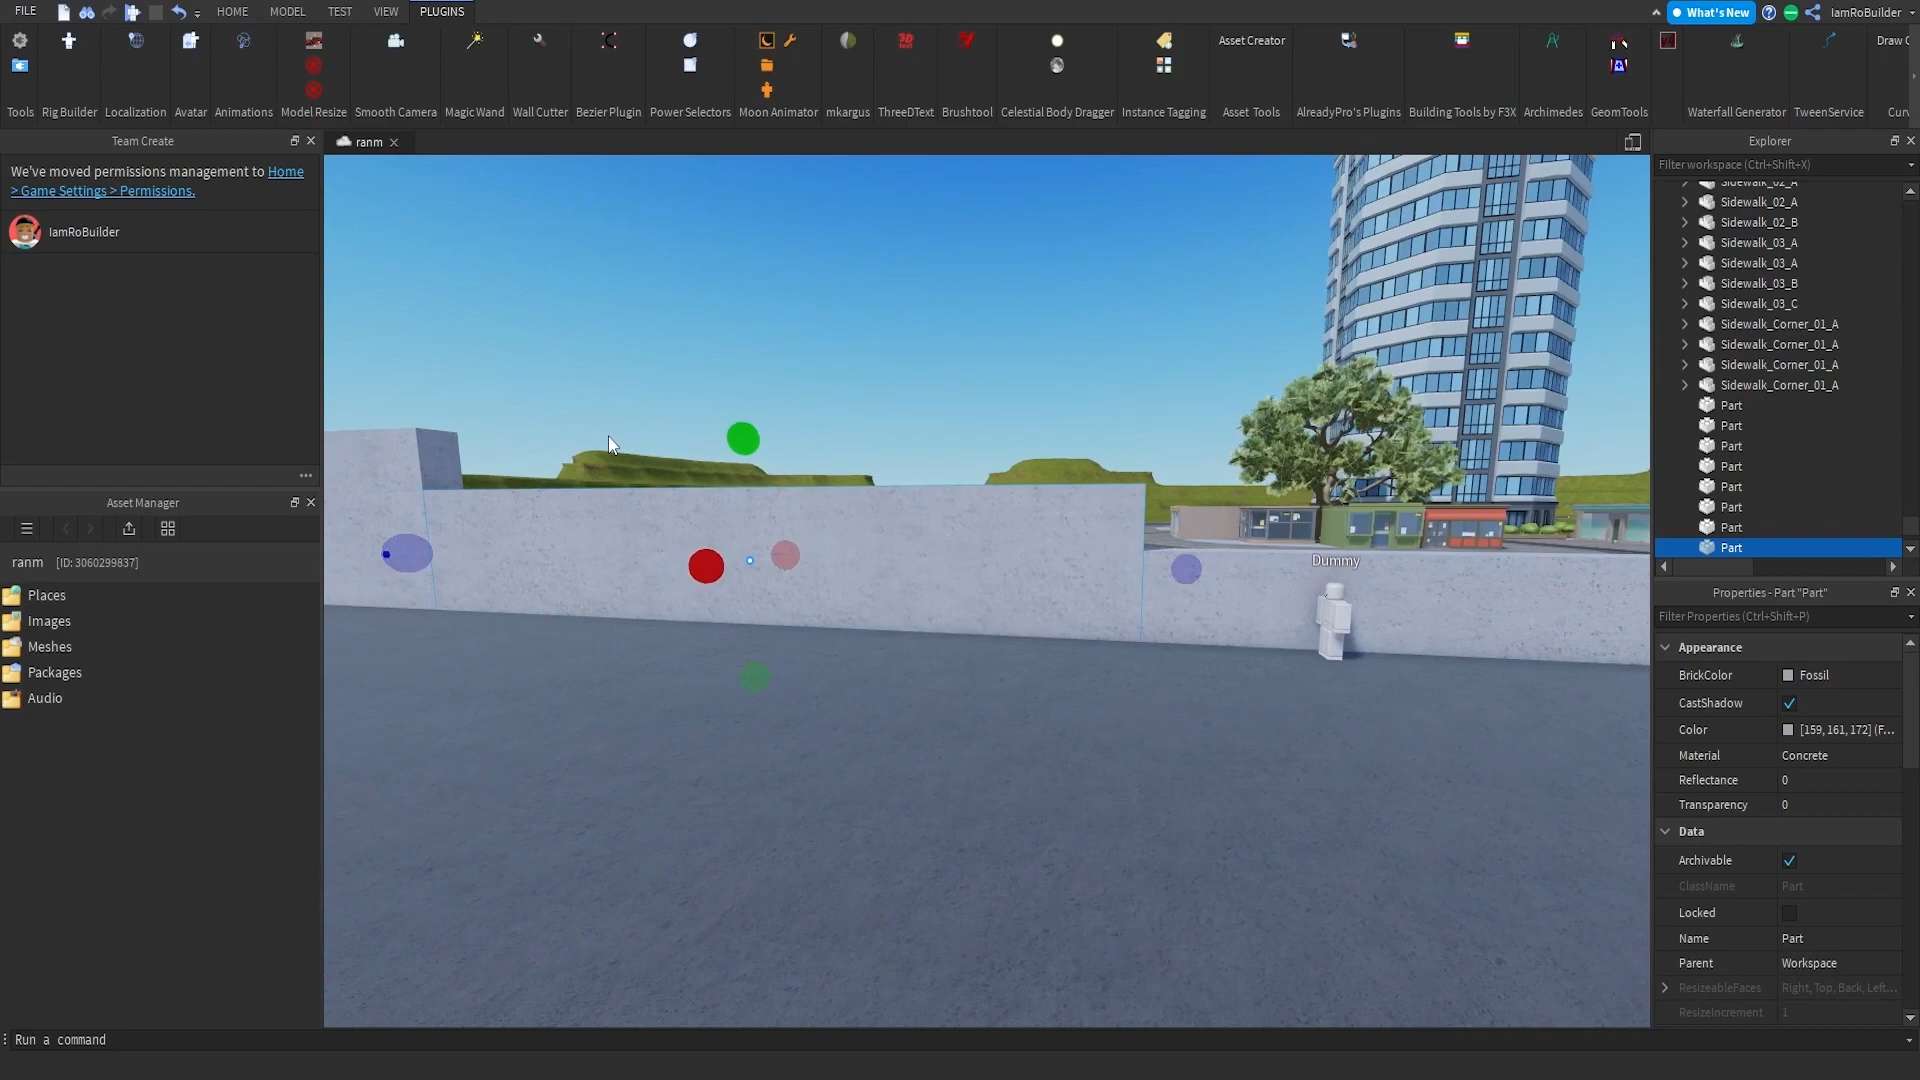 FILE
HOME
MODEL
TEST
VIEW
PLUGINS
What's New
IamRoBuilder
3D
text
Asset Creator
Tools
Rig Builder
Localization
Avatar
Animations
Model Resize
Smooth Camera
Magic Wand
Wall Cutter
Bezier Plugin
Power Selectors
Moon Animator
mkargus
ThreeDText
Brushtool
Celestial Body Dragger
Instance Tagging
Asset Tools
AlreadyPro's Plugins
Building Tools by F3X
Archimedes
GeomTools
Waterfall Generator
TweenService
Team Create
We've moved permissions management to Home
> Game Settings > Permissions.
IamRoBuilder
Asset Manager
ranm [ID: 3060299837]
Places
Images
Meshes
Packages
Audio
ranm
Dummy
Explorer
Filter workspace (Ctrl+Shift+X)
Sidewalk_02_A
Sidewalk_02_A
Sidewalk_02_B
Sidewalk_03_A
Sidewalk_03_A
Sidewalk_03_B
Sidewalk_03_C
Sidewalk_Corner_01_A
Sidewalk_Corner_01_A
Sidewalk_Corner_01_A
Sidewalk_Corner_01_A
Part
Part
Part
Part
Part
Part
Part
Part
Properties - Part "Part"
Filter Properties (Ctrl+Shift+P)
Appearance
BrickColor Fossil
CastShadow
Color [159, 161, 172] (F...
Material Concrete
Reflectance 0
Transparency 0
Data
Archivable
ClassName Part
Locked
Name Part
Parent Workspace
ResizeableFaces Right, Top, Back, Left...
ResizeIncrement 1
Run a command